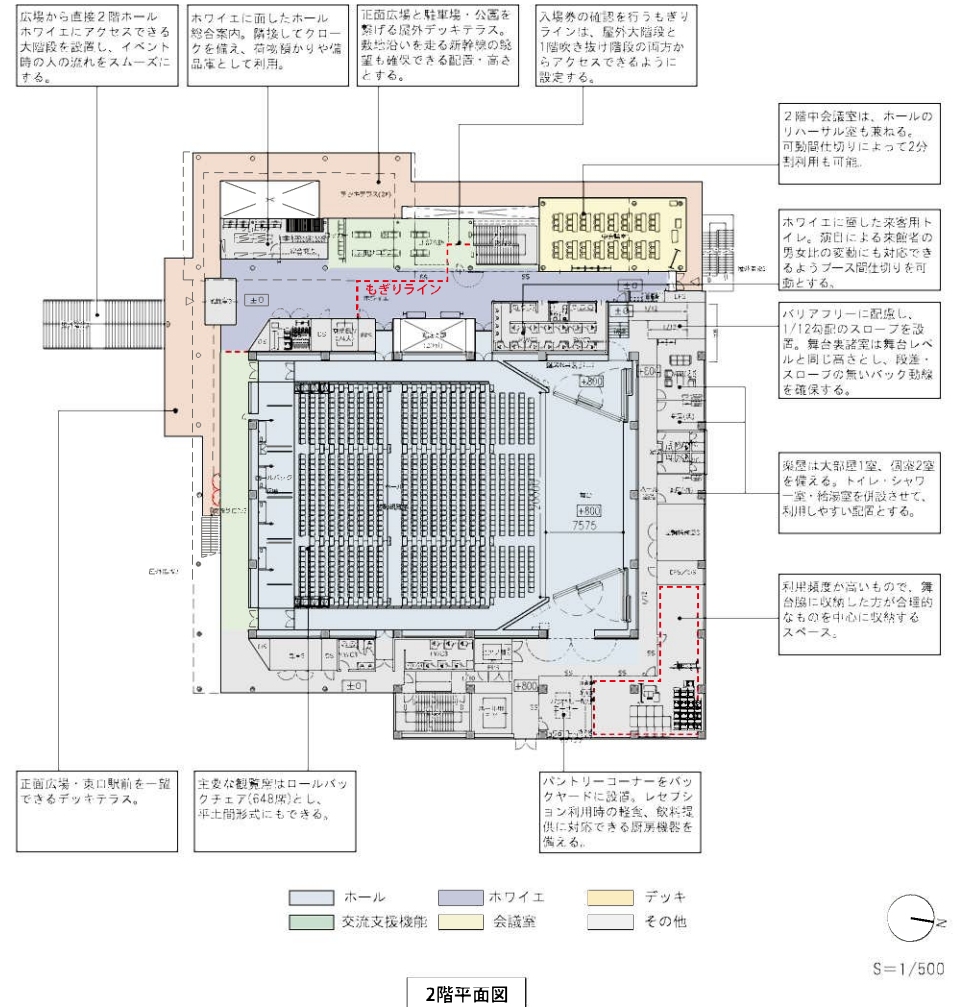 広場から直接2階ホール
ホワイエにアクセスできる
大階段を設置し、イベント
時の人の流れをスムーズに
する。
ホワイエに面したホール
総合案内。隣接してクロー
クを備え、荷物預かりや備
品庫として利用。
正面広場と駐車場・公園を
繋げる屋外デッキテラス。
敷地沿いを走る新幹線の眺
望も確保できる配置・高さ
とする。
入場券の確認を行うもぎり
ラインは、屋外大階段と
1階吹き抜け階段の両方か
らアクセスできるように
設定する。
2階中会議室は、ホールの
リハーサル室も兼ねる。
可動間仕切りによって2分
割利用も可能。
ホワイエに面した来客用ト
イレ。演目による来館者の
男女比の変動にも対応でき
るようブース間仕切りを可
動とする。
バリアフリーに配慮し、
1/12勾配のスロープを設
置。舞台裏諸室は舞台レベ
ルと同じ高さとし、段差・
スロープの無いバック動線
を確保する。
楽屋は大部屋1室、個室2室
を備える。トイレ・シャワ
ー室・給湯室を併設させて、
利用しやすい配置とする。
利用頻度が高いもので、舞
台脇に収納した方が合理的
なものを中心に収納する
スペース。
デッキテラス
もぎりライン
±0
±0
±0
+800
+800
7575
±0
+800
正面広場・東口駅前を一望
できるデッキテラス。
主要な観覧席はロールバッ
クチェア(648席)とし、
平土間形式にもできる。
パントリーコーナーをバッ
クヤードに設置。レセプシ
ョン利用時の軽食、飲料提
供に対応できる厨房機器を
備える。
ホール
ホワイエ
デッキ
交流支援機能
会議室
その他
N
S=1/500
2階平面図